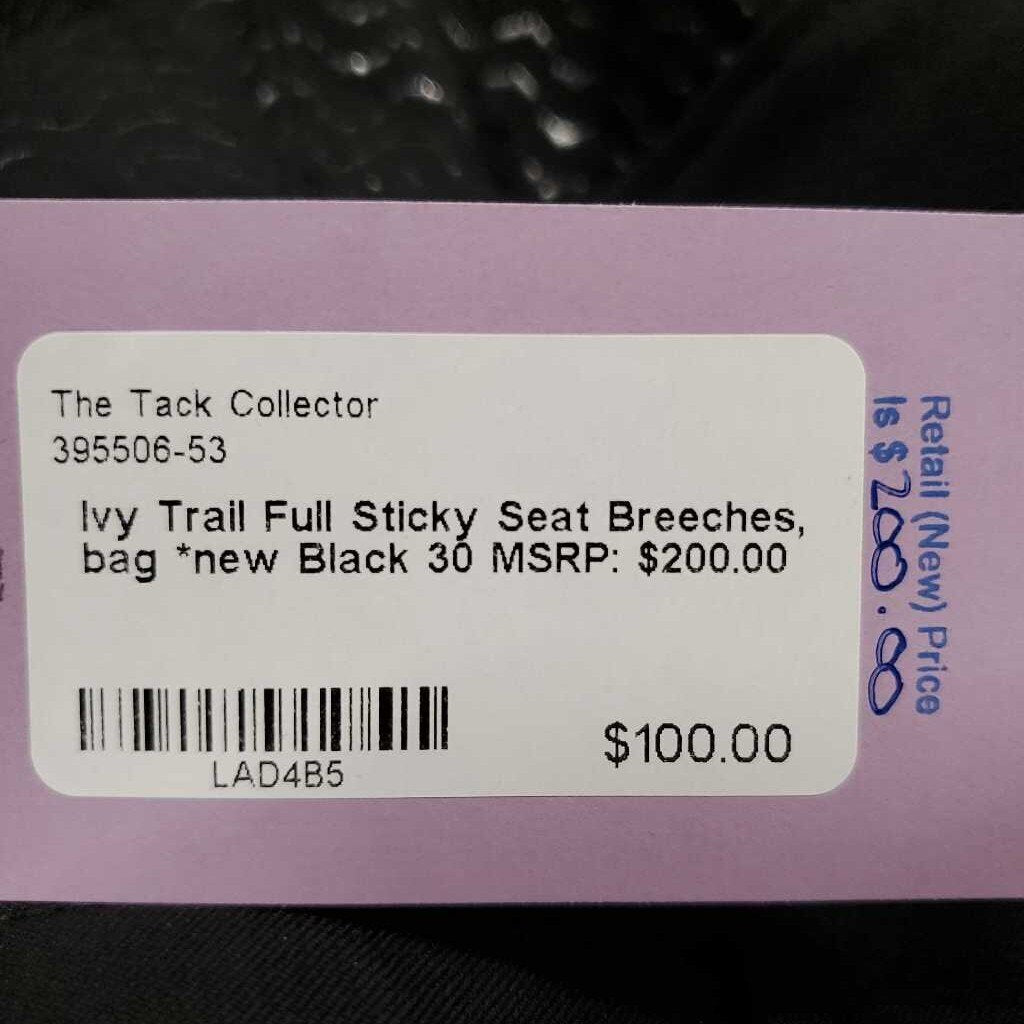 The Tack Collector
395506-53
Ivy Trail Full Sticky Seat Breeches,
bag *new Black 30 MSRP: $200.00
LAD4B5
$100.00
Retail (New) Price
Is $200.00